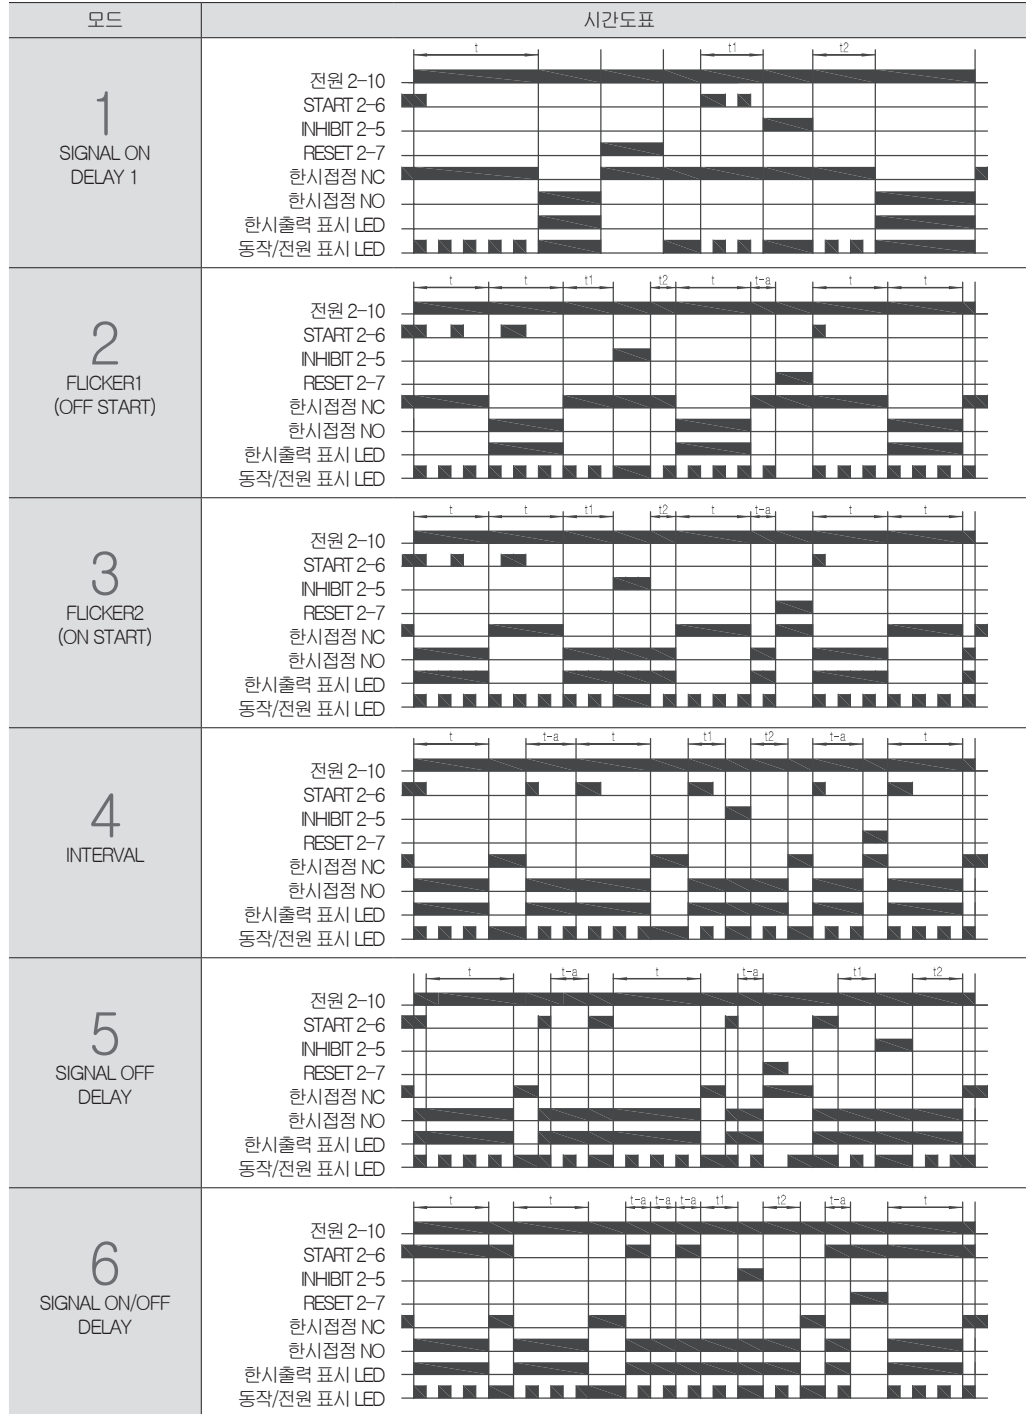 모드
시간도표
1
SIGNAL ON
DELAY 1
t
t1
t2
전원 2-10
START 2-6
INHIBIT 2-5
RESET 2-7
한시접점 NC
한시접점 NO
한시출력 표시 LED
동작/전원 표시 LED
2
FLICKER1
(OFF START)
t
t
t1
t2
t
t-a
t
t
전원 2-10
START 2-6
INHIBIT 2-5
RESET 2-7
한시접점 NC
한시접점 NO
한시출력 표시 LED
동작/전원 표시 LED
3
FLICKER2
(ON START)
t
t
t1
t2
t
t-a
t
t
전원 2-10
START 2-6
INHIBIT 2-5
RESET 2-7
한시접점 NC
한시접점 NO
한시출력 표시 LED
동작/전원 표시 LED
4
INTERVAL
t
t-a
t
t1
t2
t-a
t
전원 2-10
START 2-6
INHIBIT 2-5
RESET 2-7
한시접점 NC
한시접점 NO
한시출력 표시 LED
동작/전원 표시 LED
5
SIGNAL OFF
DELAY
t
t-a
t
t-a
t1
t2
전원 2-10
START 2-6
INHIBIT 2-5
RESET 2-7
한시접점 NC
한시접점 NO
한시출력 표시 LED
동작/전원 표시 LED
6
SIGNAL ON/OFF
DELAY
t
t
t-a
t-a
t-a
t1
t2
t-a
t
전원 2-10
START 2-6
INHIBIT 2-5
RESET 2-7
한시접점 NC
한시접점 NO
한시출력 표시 LED
동작/전원 표시 LED